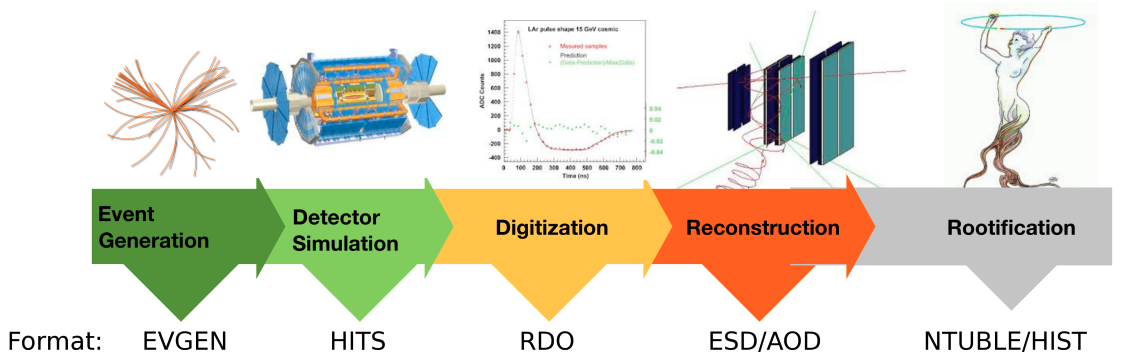 LAr pulse shape 15 GeV cosmic
Mesured samples
Prediction
(Data-Prediction)/Max(Data)
ADC Counts
1400
1200
1000
800
600
400
200
0
-200
-400
0.04
0.02
0
-0.02
-0.04
0 100 200 300 400 500 600 700 800
Time (ns)
Event
Generation
Detector
Simulation
Digitization
Reconstruction
Rootification
Format: EVGEN HITS RDO ESD/AOD NTUBLE/HIST